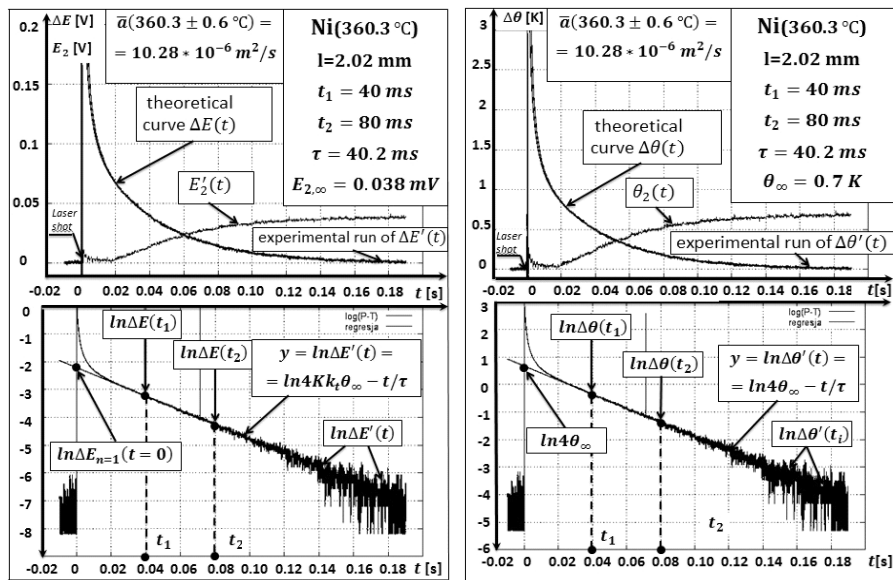 ΔE [V]
E₂ [V]
a̅(360.3 ± 0.6 °C) =
= 10.28 * 10⁻⁶ m²/s
Ni(360.3°C)
l=2.02 mm
t₁ = 40 ms
t₂ = 80 ms
τ = 40.2 ms
E₂,∞ = 0.038 mV
theoretical
curve ΔE(t)
E₂′(t)
Laser
shot
experimental run of ΔE′(t)
0.2
0.15
0.1
0.05
0
-0.02 0 0.02 0.04 0.06 0.08 0.10 0.12 0.14 0.16 0.18 t [s]
Δθ [K]
a̅(360.3 ± 0.6 °C) =
= 10.28 * 10⁻⁶ m²/s
Ni(360.3°C)
l=2.02 mm
t₁ = 40 ms
t₂ = 80 ms
τ = 40.2 ms
θ∞ = 0.7 K
theoretical
curve Δθ(t)
θ₂(t)
Laser
shot
experimental run of Δθ′(t)
3
2.5
2
1.5
1
0.5
0
-0.02 0 0.02 0.04 0.06 0.08 0.10 0.12 0.14 0.16 0.18 t [s]
log(P-T)
regresja
lnΔE(t₁)
lnΔE(t₂)
y = lnΔE′(t) =
= ln4Kkₜθ∞ − t/τ
lnΔE′(t)
lnΔEₙ₌₁(t=0)
t₁
t₂
0
-1
-2
-3
-4
-5
-6
-7
-8
-0.02 0 0.02 0.04 0.06 0.08 0.10 0.12 0.14 0.16 0.18 t[s]
log(P-T)
regresja
lnΔθ(t₁)
lnΔθ(t₂)
y = lnΔθ′(t) =
= ln4θ∞ − t/τ
lnΔθ′(tᵢ)
ln4θ∞
t₁
t₂
3
2
1
0
-1
-2
-3
-4
-5
-6
-0.02 0 0.02 0.04 0.06 0.08 0.10 0.12 0.14 0.16 0.18 t[s]